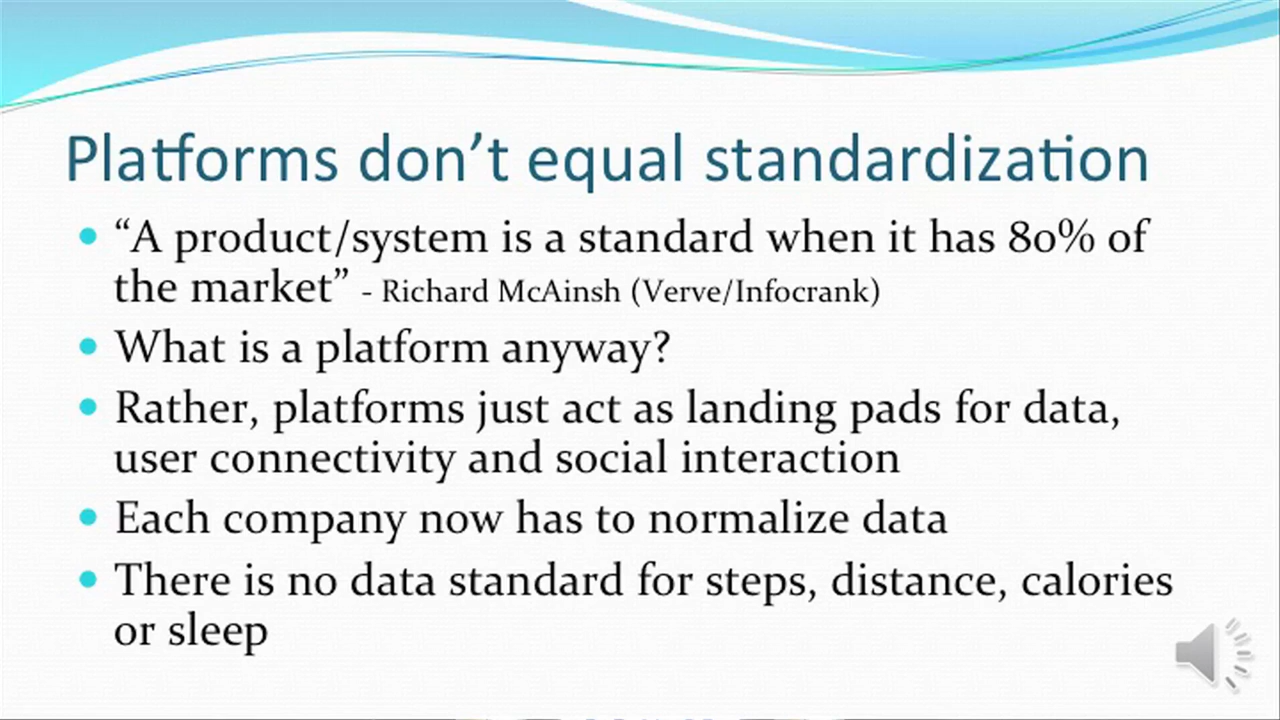 Platforms don’t equal standardization
• “A product/system is a standard when it has 80% of
the market” - Richard McAinsh (Verve/Infocrank)
• What is a platform anyway?
• Rather, platforms just act as landing pads for data,
user connectivity and social interaction
• Each company now has to normalize data
• There is no data standard for steps, distance, calories
or sleep